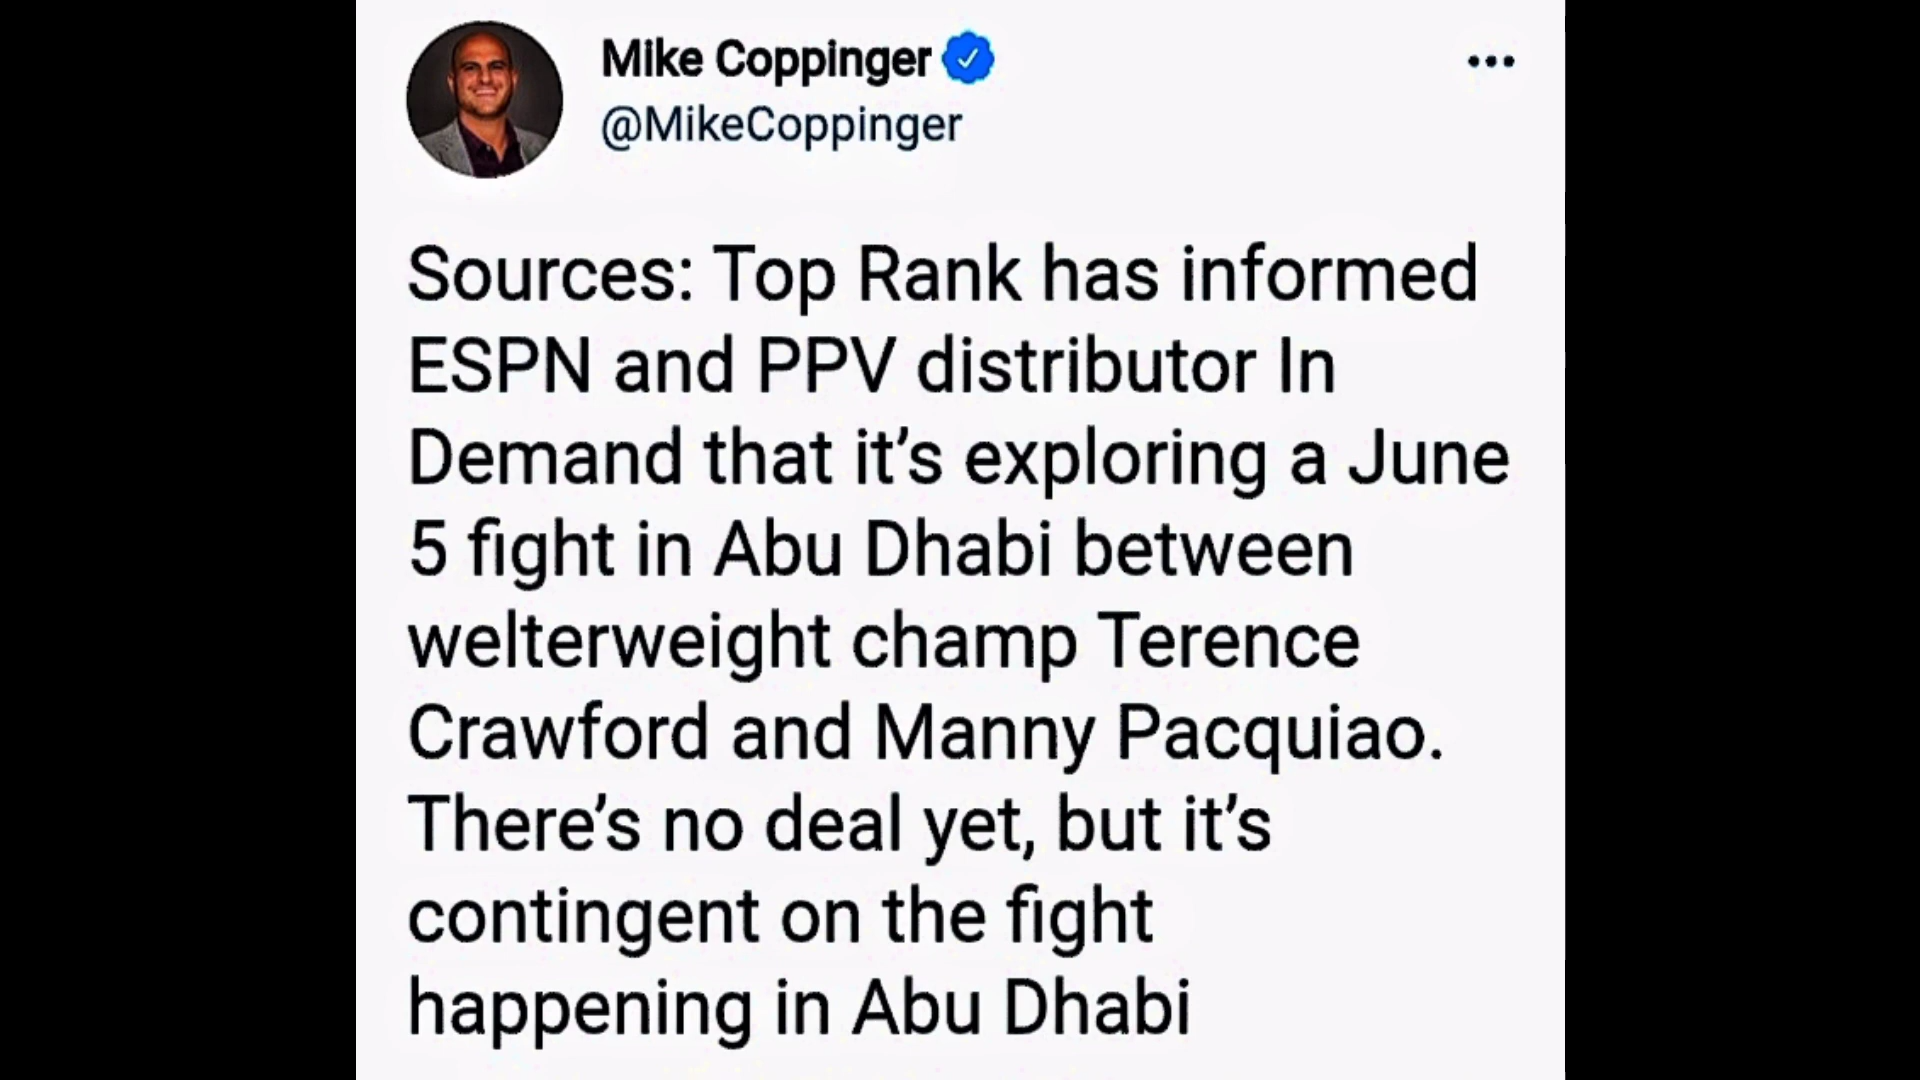 Mike Coppinger
@MikeCoppinger
Sources: Top Rank has informed
ESPN and PPV distributor In
Demand that it’s exploring a June
5 fight in Abu Dhabi between
welterweight champ Terence
Crawford and Manny Pacquiao.
There’s no deal yet, but it’s
contingent on the fight
happening in Abu Dhabi